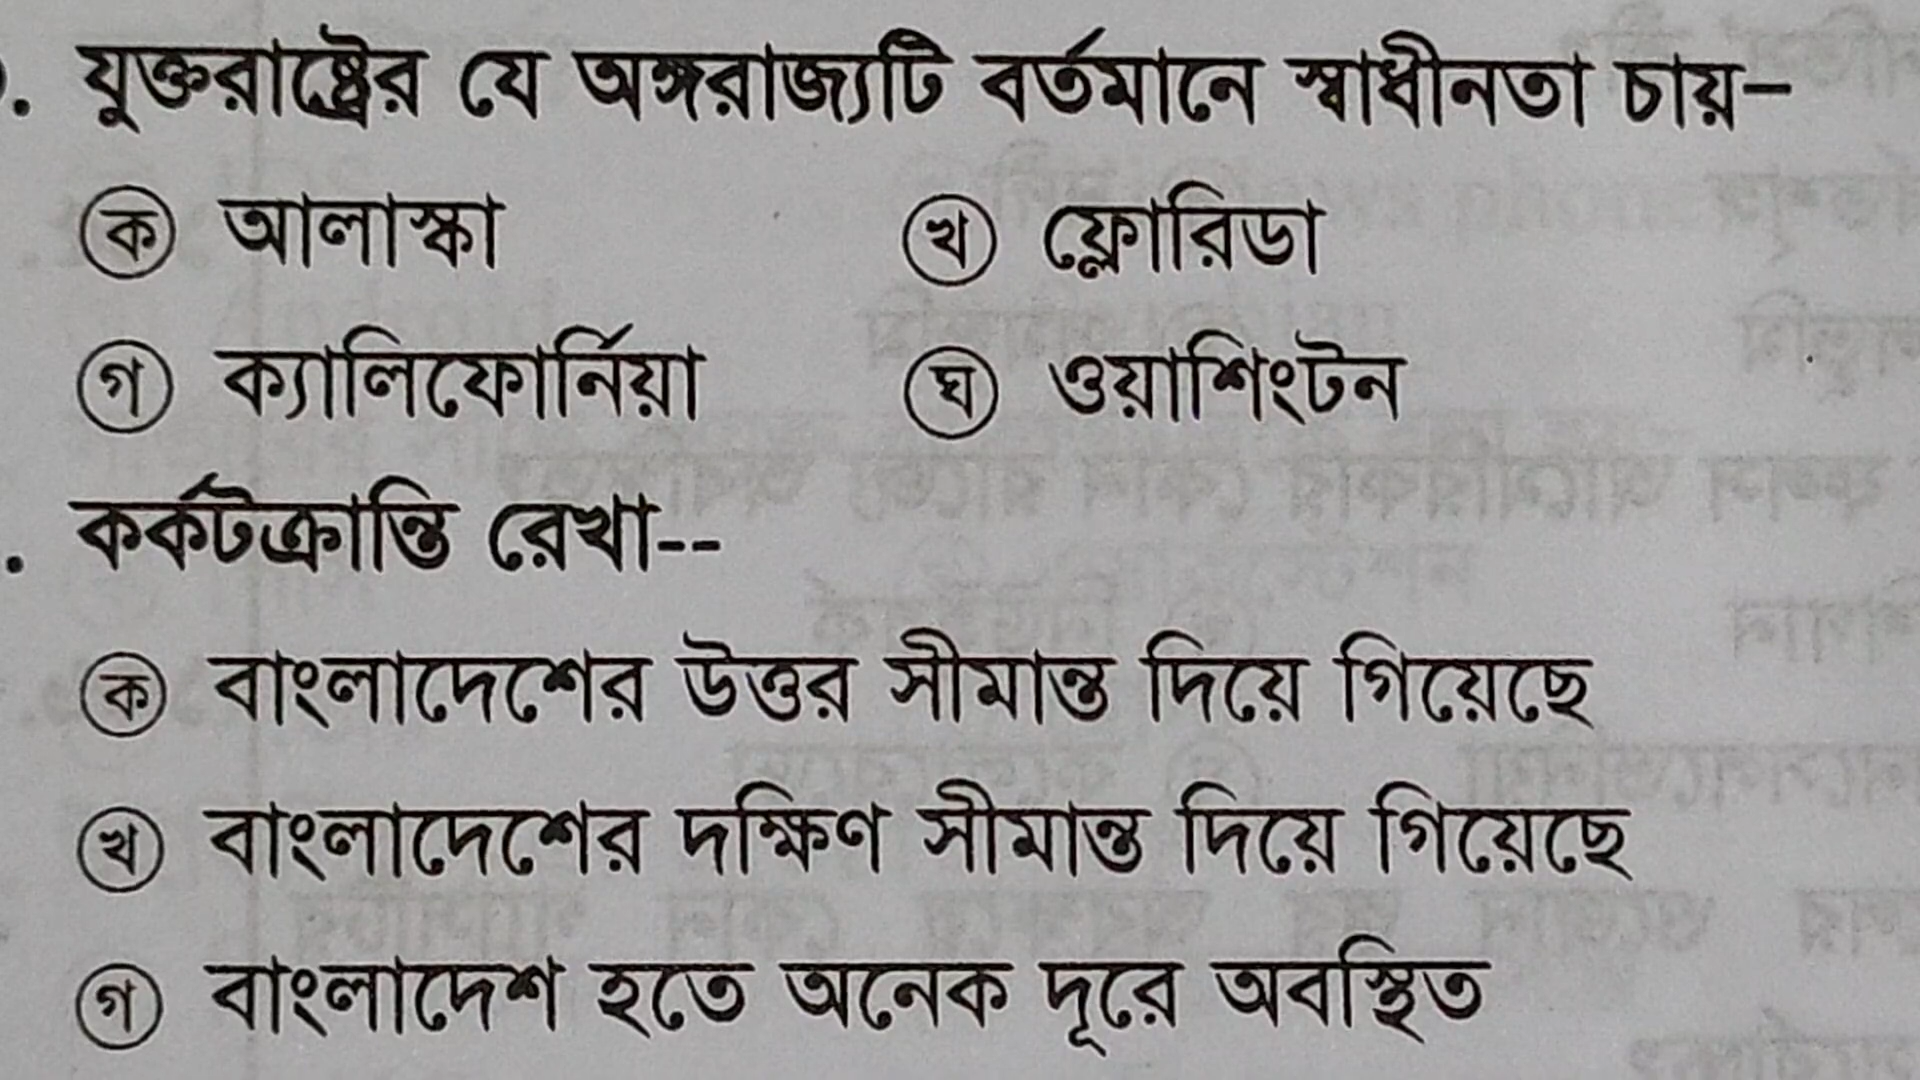 . যুক্তরাষ্ট্রের যে অঙ্গরাজ্যটি বর্তমানে স্বাধীনতা চায়–
ক আলাস্কা খ ফ্লোরিডা
গ ক্যালিফোর্নিয়া ঘ ওয়াশিংটন
. কর্কটক্রান্তি রেখা--
ক বাংলাদেশের উত্তর সীমান্ত দিয়ে গিয়েছে
খ বাংলাদেশের দক্ষিণ সীমান্ত দিয়ে গিয়েছে
গ বাংলাদেশ হতে অনেক দূরে অবস্থিত